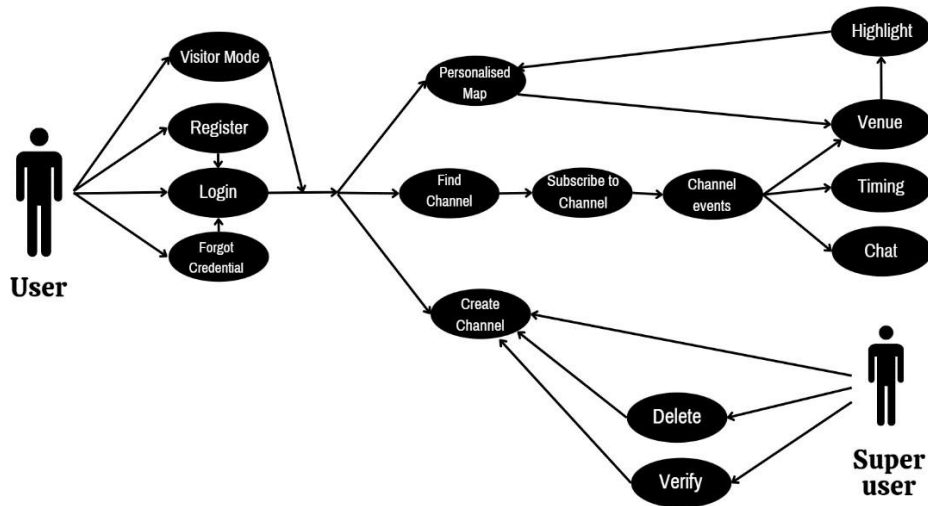 Highlight
Visitor Mode
Personalised
Map
Register
Venue
Login
Find
Channel
Subscribe to
Channel
Channel
events
Timing
Forgot
Credential
Chat
User
Create
Channel
Delete
Verify
Super
user